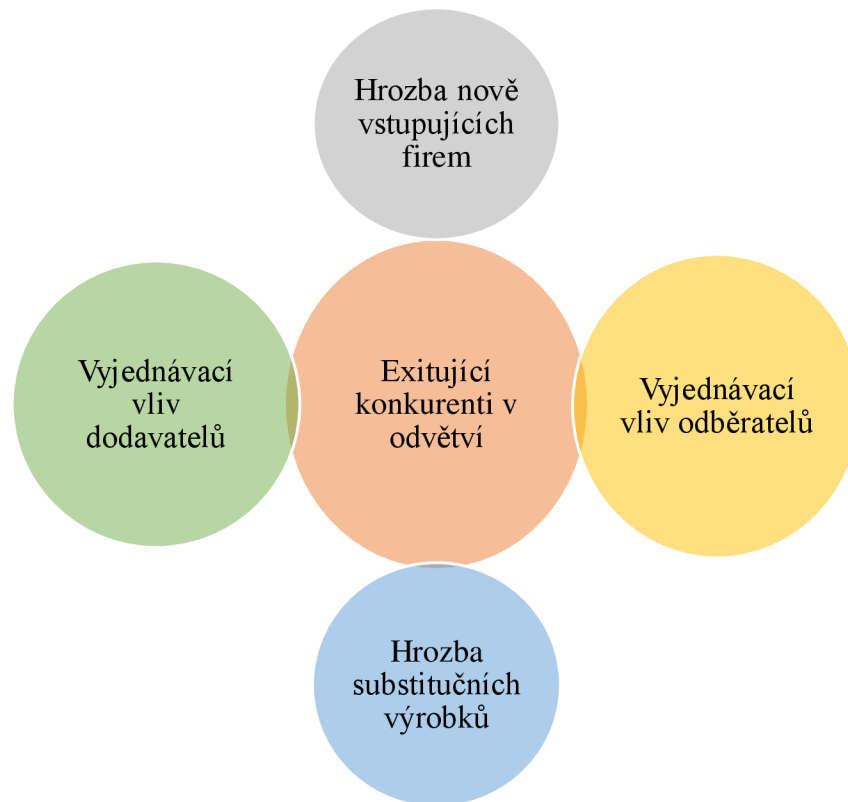 Hrozba nově
vstupujících
firem
Vyjednávací
vliv
dodavatelů
Exitující
konkurenti v
odvětví
Vyjednávací
vliv odběratelů
Hrozba
substitučních
výrobků